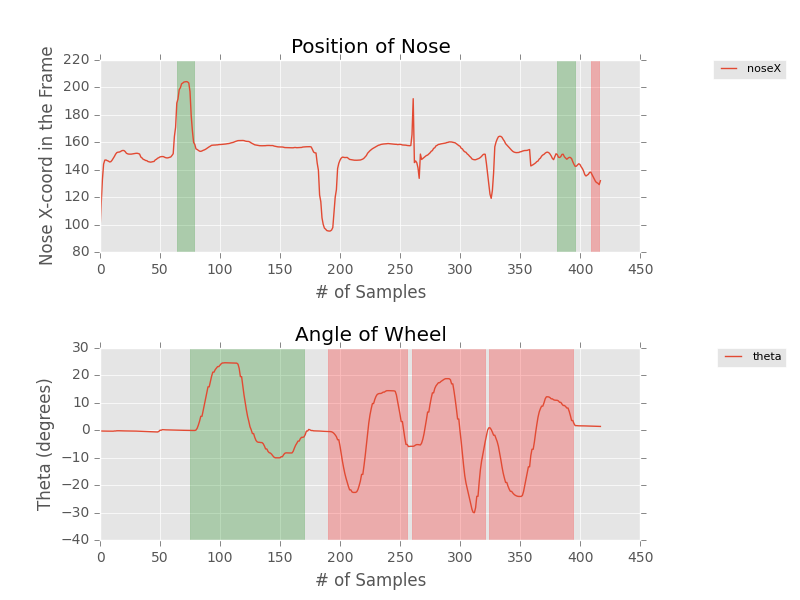 Position of Nose
Nose X-coord in the Frame
220
200
180
160
140
120
100
80
0 50 100 150 200 250 300 350 400 450
# of Samples
noseX
Angle of Wheel
Theta (degrees)
30
20
10
0
−10
−20
−30
−40
0 50 100 150 200 250 300 350 400 450
# of Samples
theta